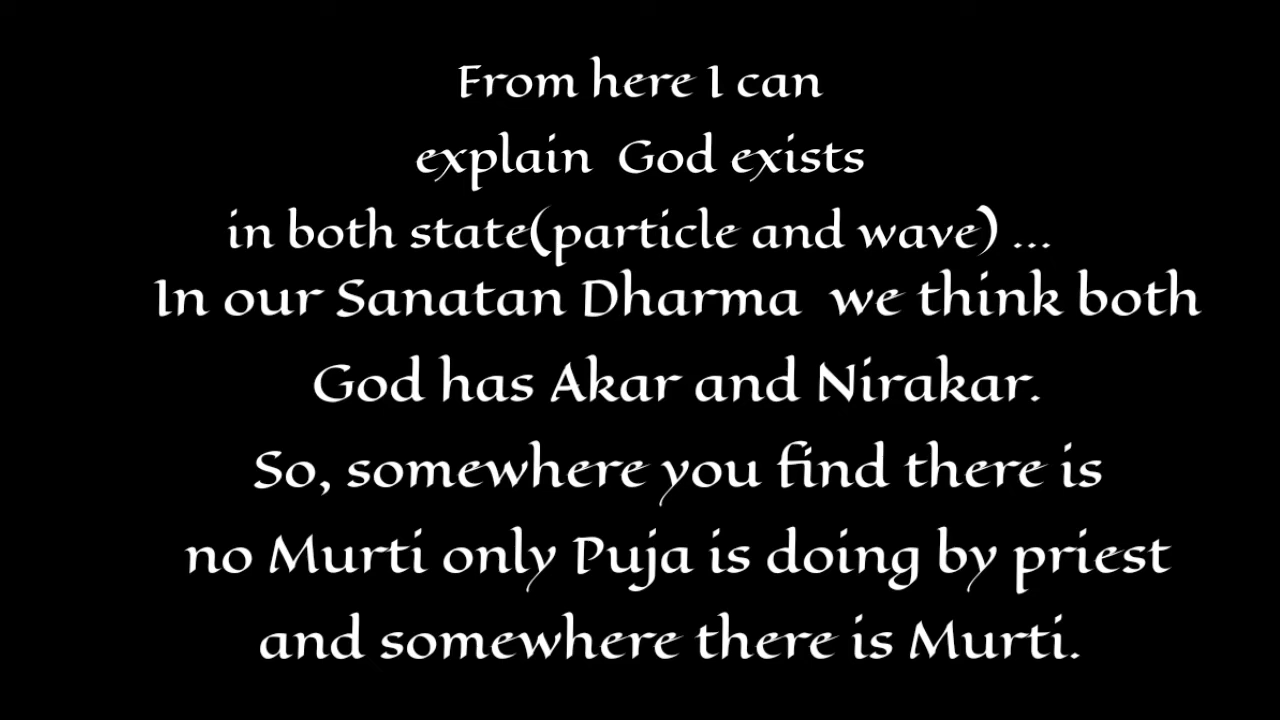 From here I can
explain God exists
in both state(particle and wave) ...
In our Sanatan Dharma we think both
God has Akar and Nirakar.
So, somewhere you find there is
no Murti only Puja is doing by priest
and somewhere there is Murti.